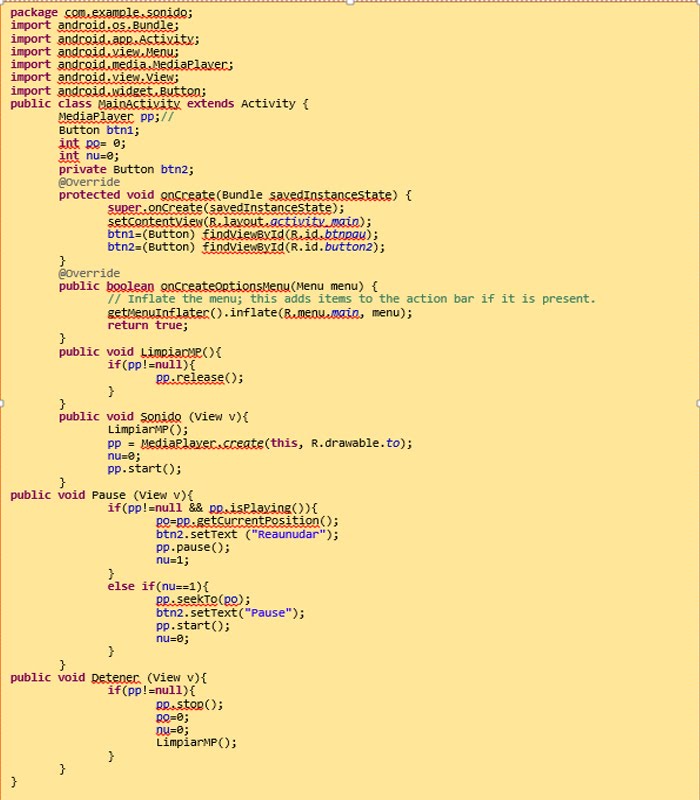 package com.example.sonido;
import android.os.Bundle;
import android.app.Activity;
import android.view.Menu;
import android.media.MediaPlayer;
import android.view.View;
import android.widget.Button;
public class MainActivity extends Activity {
MediaPlayer pp;//
Button btn1;
int po= 0;
int nu=0;
private Button btn2;
@Override
protected void onCreate(Bundle savedInstanceState) {
super.onCreate(savedInstanceState);
setContentView(R.layout.activity_main);
btn1=(Button) findViewById(R.id.btnpau);
btn2=(Button) findViewById(R.id.button2);
}
@Override
public boolean onCreateOptionsMenu(Menu menu) {
// Inflate the menu; this adds items to the action bar if it is present.
getMenuInflater().inflate(R.menu.main, menu);
return true;
}
public void LimpiarMP(){
if(pp!=null){
pp.release();
}
}
public void Sonido (View v){
LimpiarMP();
pp = MediaPlayer.create(this, R.drawable.to);
nu=0;
pp.start();
}
public void Pause (View v){
if(pp!=null && pp.isPlaying()){
po=pp.getCurrentPosition();
btn2.setText ("Reaunudar");
pp.pause();
nu=1;
}
else if(nu==1){
pp.seekTo(po);
btn2.setText("Pause");
pp.start();
nu=0;
}
}
public void Detener (View v){
if(pp!=null){
pp.stop();
po=0;
nu=0;
LimpiarMP();
}
}
}